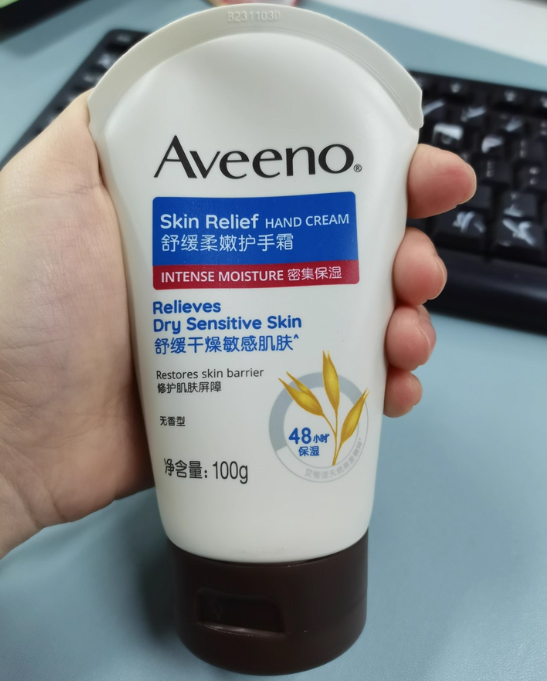 B231103D
Aveeno®
Skin Relief HAND CREAM
舒缓柔嫩护手霜
INTENSE MOISTURE 密集保湿
Relieves
Dry Sensitive Skin
舒缓干燥敏感肌肤^
Restores skin barrier
修护肌肤屏障
无香型
48小时
保湿
净含量: 100g